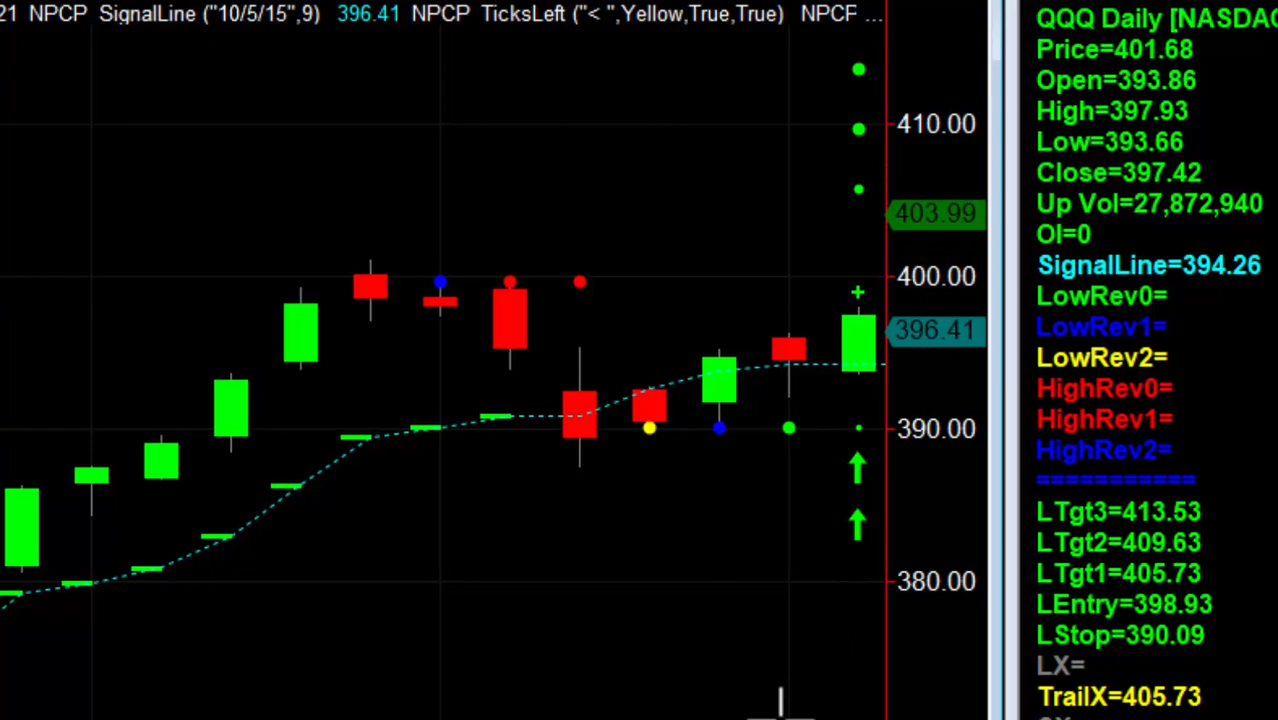 21 NPCP SignalLine ("10/5/15",9) 396.41 NPCP TicksLeft ("< ",Yellow,True,True) NPCF ...
410.00
403.99
400.00
396.41
390.00
380.00
QQQ Daily [NASDAQ
Price=401.68
Open=393.86
High=397.93
Low=393.66
Close=397.42
Up Vol=27,872,940
OI=0
SignalLine=394.26
LowRev0=
LowRev1=
LowRev2=
HighRev0=
HighRev1=
HighRev2=
===========
LTgt3=413.53
LTgt2=409.63
LTgt1=405.73
LEntry=398.93
LStop=390.09
LX=
TrailX=405.73